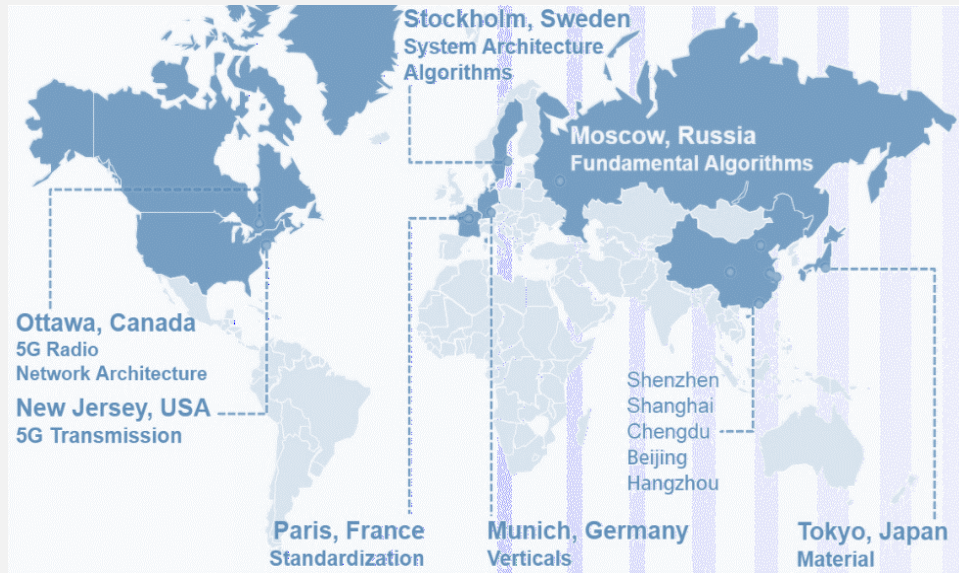 Stockholm, Sweden
System Architecture
Algorithms
Moscow, Russia
Fundamental Algorithms
Ottawa, Canada
5G Radio
Network Architecture
New Jersey, USA
5G Transmission
Shenzhen
Shanghai
Chengdu
Beijing
Hangzhou
Paris, France
Standardization
Munich, Germany
Verticals
Tokyo, Japan
Material